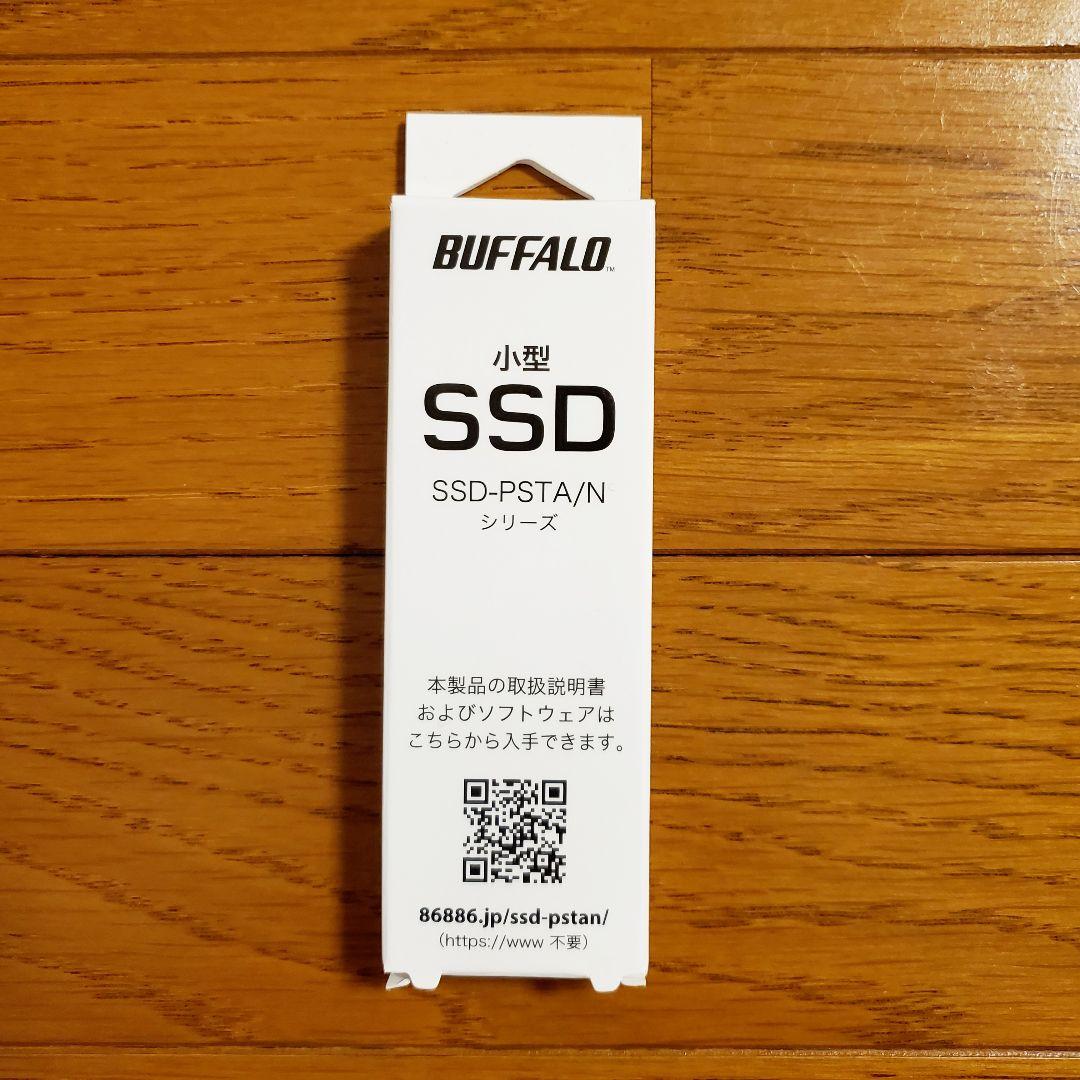 BUFFALO™
小型
SSD
SSD-PSTA/N
シリーズ
本製品の取扱説明書
およびソフトウェアは
こちらから入手できます。
86886.jp/ssd-pstan/
(https://www 不要)